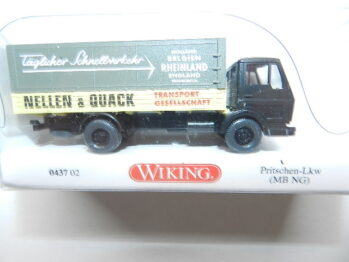 Täglicher Schnellverkehr
HOLLAND
BELGIEN
RHEINLAND
ENGLAND
NELLEN & QUACK
TRANSPORT
GESELLSCHAFT
WIKING
0437 02
Pritschen-Lkw
(MB NG)